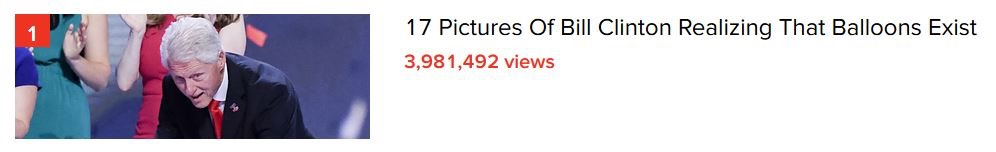 1
17 Pictures Of Bill Clinton Realizing That Balloons Exist
3,981,492 views